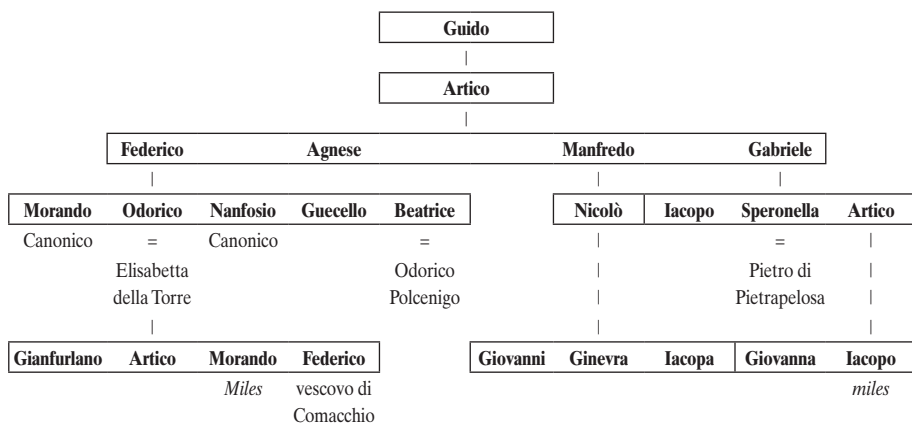 Guido
Artico
Federico Agnese Manfredo Gabriele
Morando Odorico Nanfosio Guecello Beatrice Nicolò Iacopo Speronella Artico
Canonico = Canonico = =
Elisabetta Odorico Pietro di
della Torre Polcenigo Pietrapelosa
Gianfurlano Artico Morando Federico Giovanni Ginevra Iacopa Giovanna Iacopo
Miles vescovo di miles
Comacchio